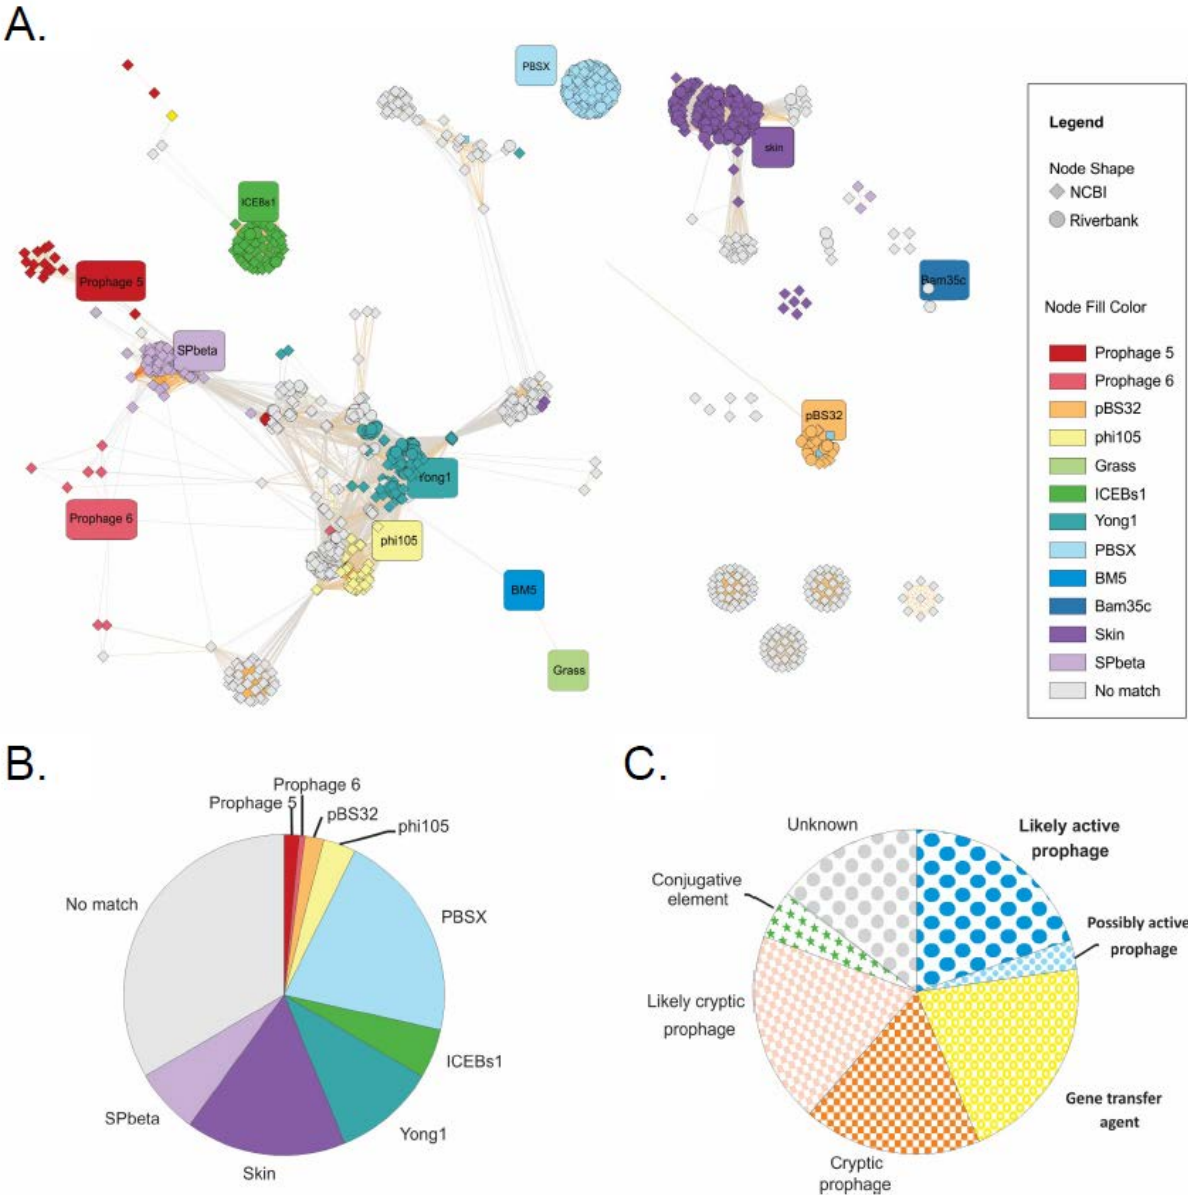 A.
PBSX
skin
ICEBs1
Prophage 5
Bam35c
SPbeta
pBS32
Yong1
Prophage 6
phi105
BM5
Grass
Legend
Node Shape
NCBI
Riverbank
Node Fill Color
Prophage 5
Prophage 6
pBS32
phi105
Grass
ICEBs1
Yong1
PBSX
BM5
Bam35c
Skin
SPbeta
No match
B.
Prophage 6
Prophage 5
pBS32
phi105
No match
PBSX
ICEBs1
SPbeta
Yong1
Skin
C.
Unknown
Likely active
prophage
Conjugative
element
Possibly active
prophage
Likely cryptic
prophage
Gene transfer
agent
Cryptic
prophage